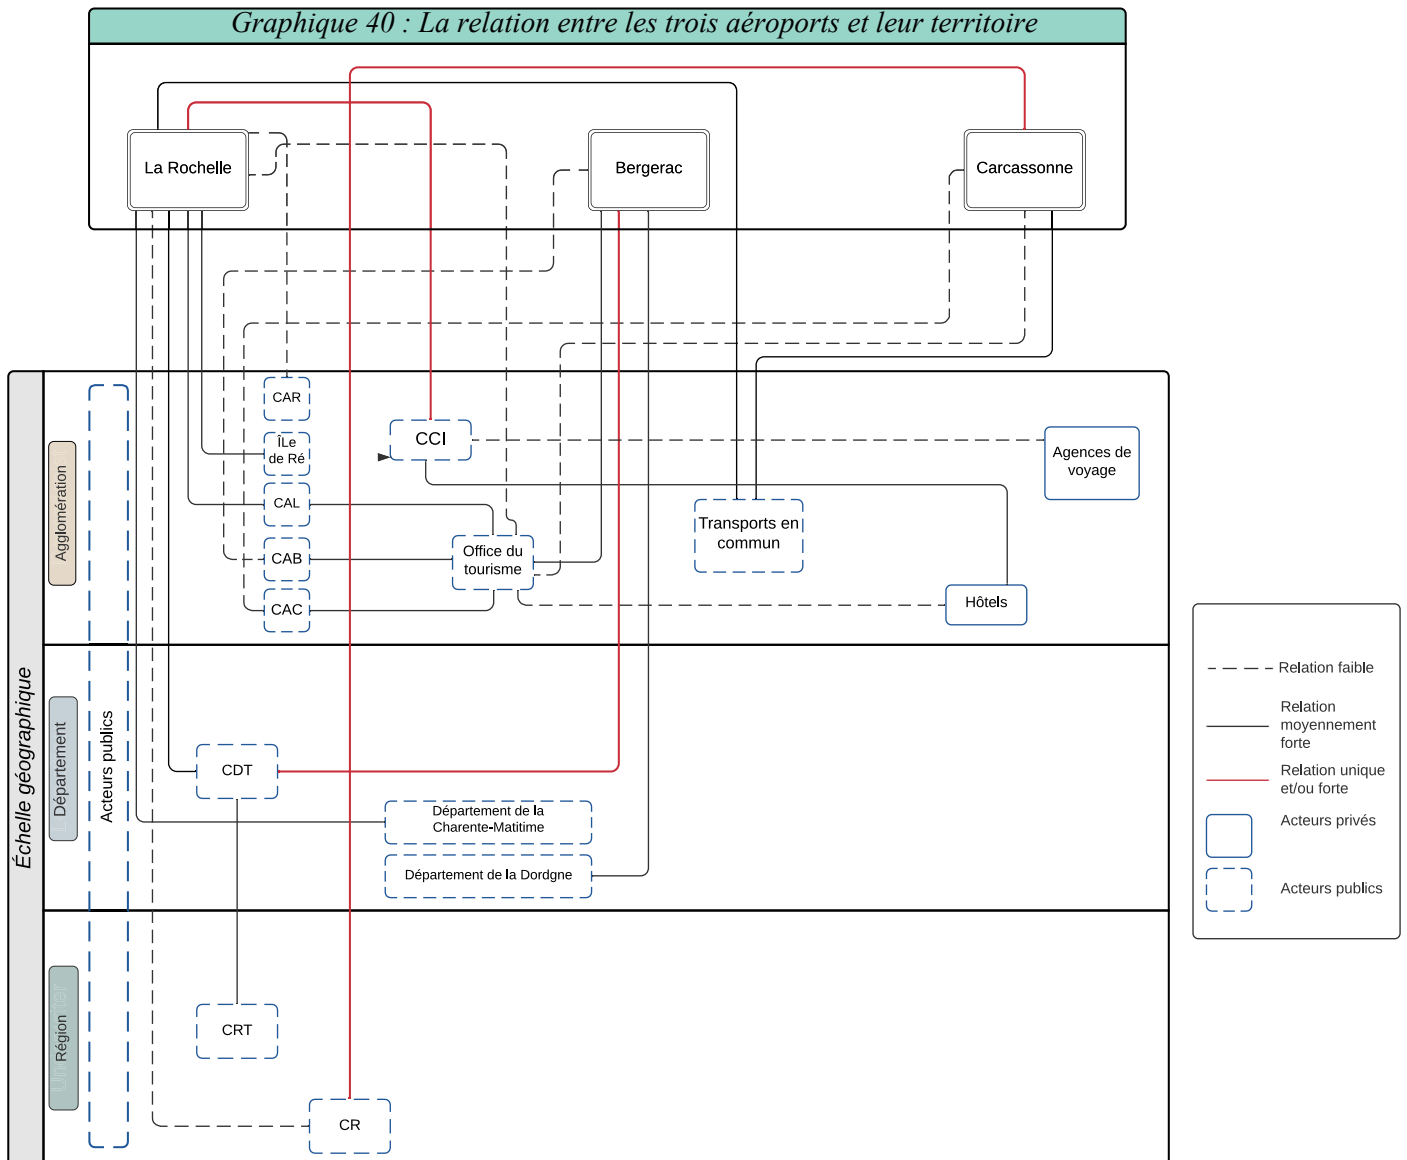 Graphique 40 : La relation entre les trois aéroports et leur territoire
La Rochelle
Bergerac
Carcassonne
Échelle géographique
Agglomération
Département
Région
Acteurs publics
CAR
ÎLe
de Ré
CAL
CAB
CAC
CCI
Office du
tourisme
Transports en
commun
Agences de
voyage
Hôtels
CDT
Département de la
Charente-Matitime
Département de la Dordgne
CRT
CR
Relation faible
Relation
moyennement
forte
Relation unique
et/ou forte
Acteurs privés
Acteurs publics